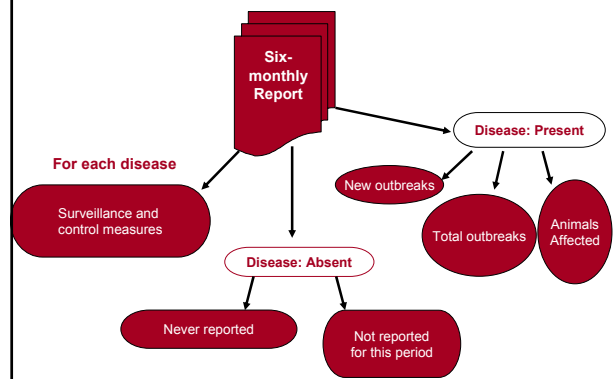 Six-
monthly
Report
Disease: Present
For each disease
New outbreaks
Surveillance and
control measures
Total outbreaks
Animals
Affected
Disease: Absent
Never reported
Not reported
for this period